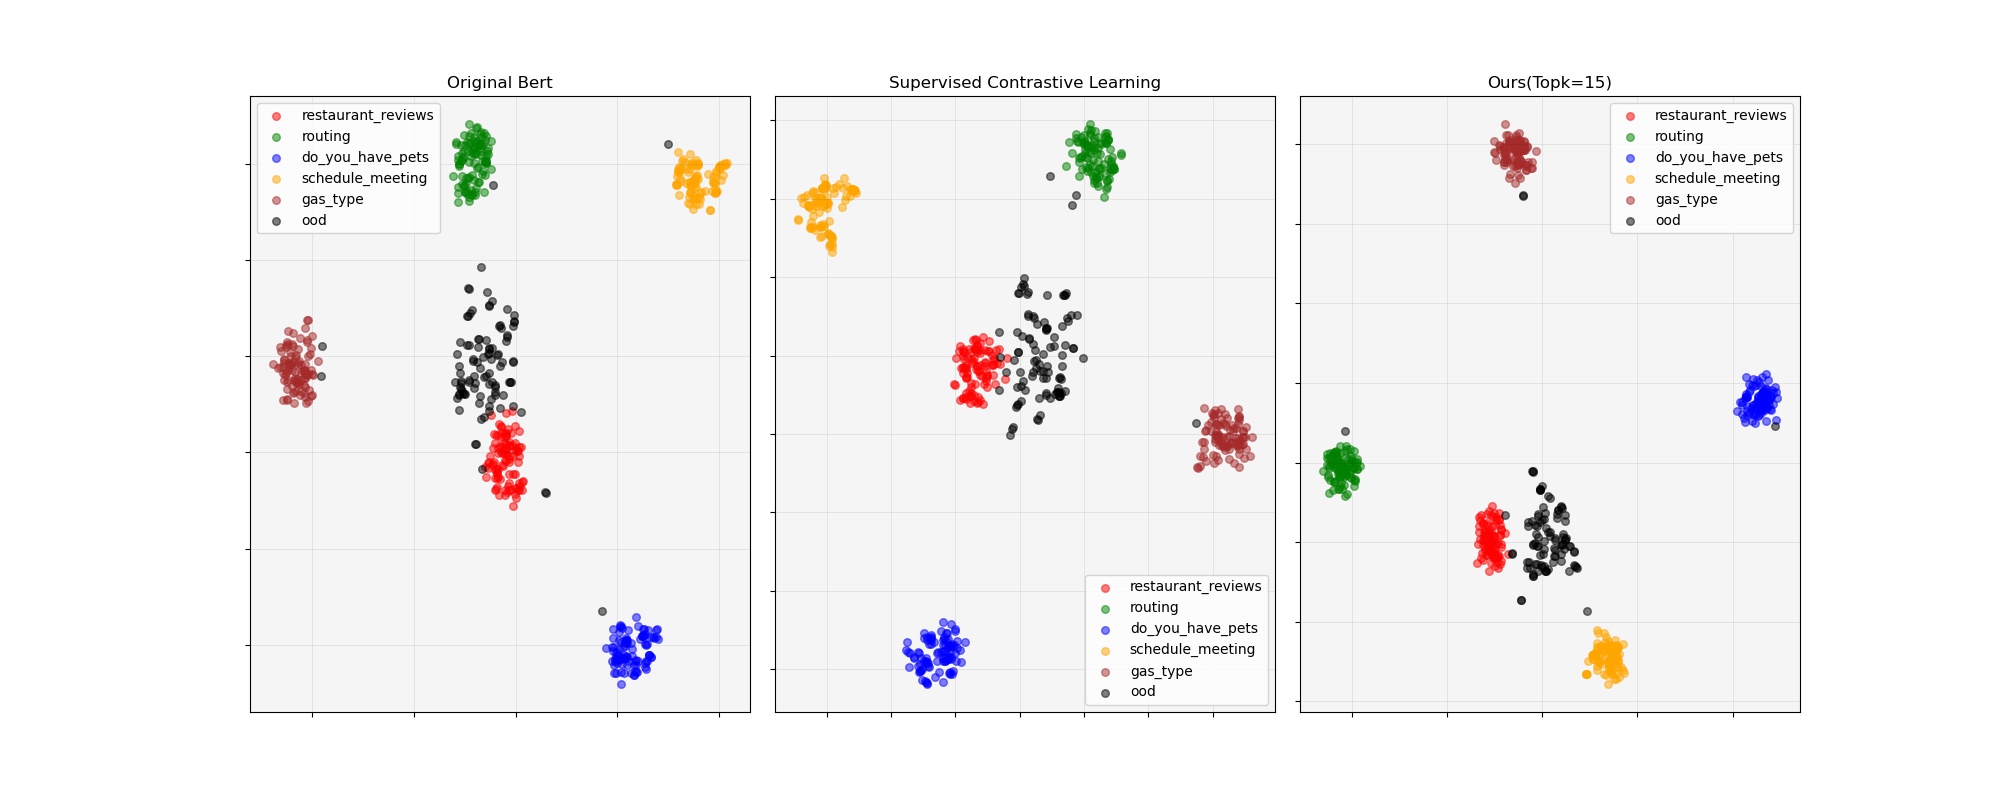 Original Bert
restaurant_reviews
routing
do_you_have_pets
schedule_meeting
gas_type
ood
Supervised Contrastive Learning
restaurant_reviews
routing
do_you_have_pets
schedule_meeting
gas_type
ood
Ours(Topk=15)
restaurant_reviews
routing
do_you_have_pets
schedule_meeting
gas_type
ood